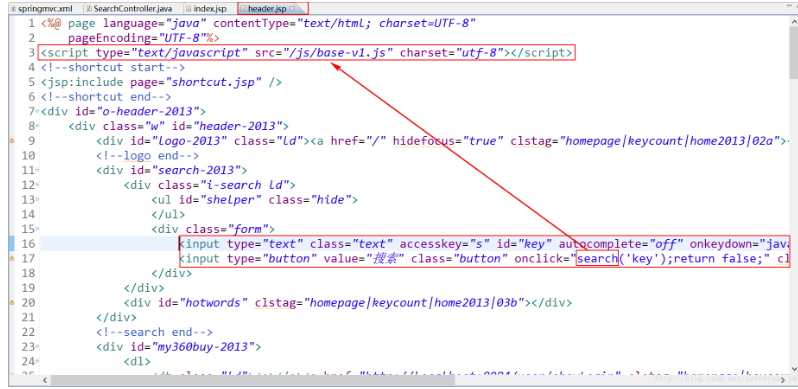 springmvc.xml SearchController.java index.jsp header.jsp
1 <%@ page language="java" contentType="text/html; charset=UTF-8"
2 pageEncoding="UTF-8"%>
3 <script type="text/javascript" src="/js/base-v1.js" charset="utf-8"></script>
4 <!--shortcut start-->
5 <jsp:include page="shortcut.jsp" />
6 <!--shortcut end-->
7 <div id="o-header-2013">
8 <div class="w" id="header-2013">
9 <div id="logo-2013" class="ld"><a href="/" hidefocus="true" clstag="homepage|keycount|home2013|02a">
10 <!--logo end-->
11 <div id="search-2013">
12 <div class="i-search ld">
13 <ul id="shelper" class="hide">
14 </ul>
15 <div class="form">
16 <input type="text" class="text" accesskey="s" id="key" autocomplete="off" onkeydown="jav
17 <input type="button" value="搜索" class="button" onclick="search('key');return false;" cl
18 </div>
19 </div>
20 <div id="hotwords" clstag="homepage|keycount|home2013|03b"></div>
21 </div>
22 <!--search end-->
23 <div id="my360buy-2013">
24 <dl>